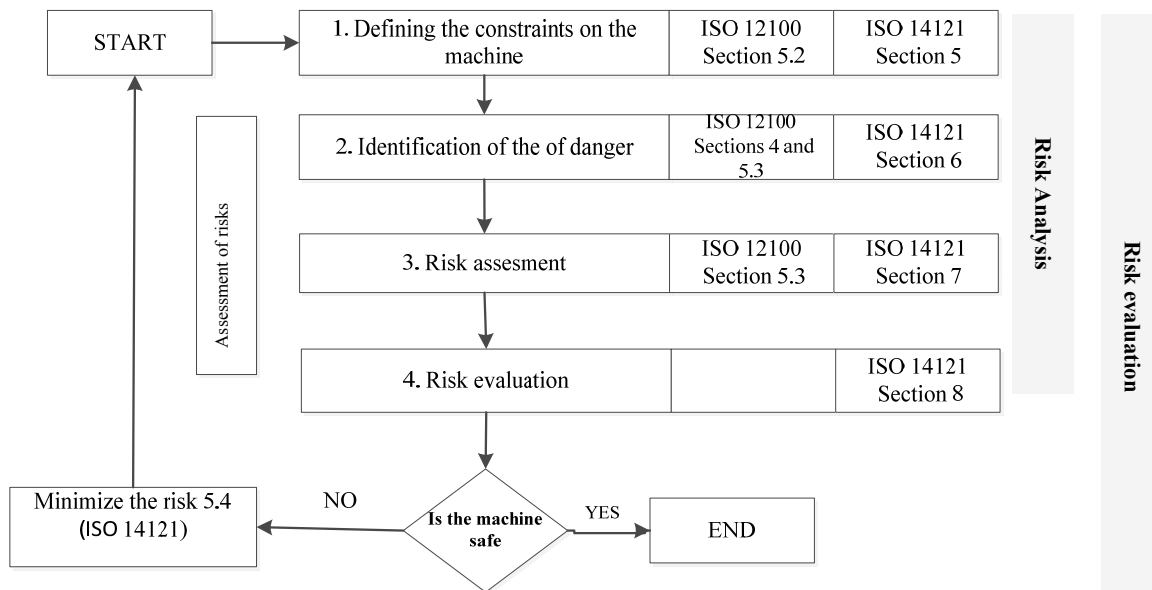 START
1. Defining the constraints on the
machine
ISO 12100
Section 5.2
ISO 14121
Section 5
2. Identification of the of danger
ISO 12100
Sections 4 and
5.3
ISO 14121
Section 6
3. Risk assesment
ISO 12100
Section 5.3
ISO 14121
Section 7
4. Risk evaluation
ISO 14121
Section 8
Assessment of risks
Risk Analysis
Risk evaluation
Minimize the risk 5.4
(ISO 14121)
NO
Is the machine
safe
YES
END